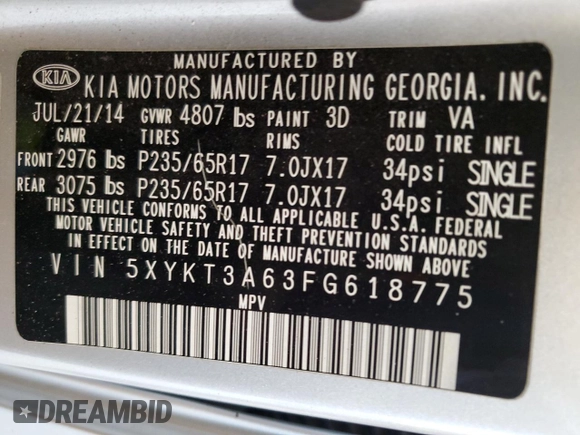 MANUFACTURED BY
KIA KIA MOTORS MANUFACTURING GEORGIA. INC.
JUL/21/14 GVWR 4807 lbs PAINT 3D TRIM VA
GAWR TIRES RIMS COLD TIRE INFL
FRONT 2976 lbs P235/65R17 7.0JX17 34psi SINGLE
REAR 3075 lbs P235/65R17 7.0JX17 34psi SINGLE
THIS VEHICLE CONFORMS TO ALL APPLICABLE U.S.A. FEDERAL
MOTOR VEHICLE SAFETY AND THEFT PREVENTION STANDARDS
IN EFFECT ON THE DATE OF MANUFACTURE SHOWN ABOVE.
VIN 5XYKT3A63FG618775
MPV
DREAMBID